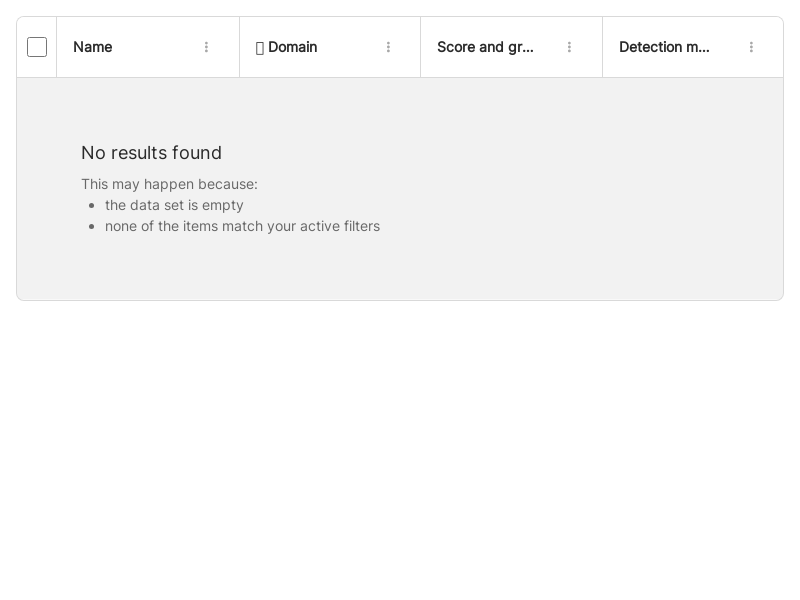 Name
Domain
Score and gr...
Detection m...
No results found
This may happen because:
the data set is empty
none of the items match your active filters